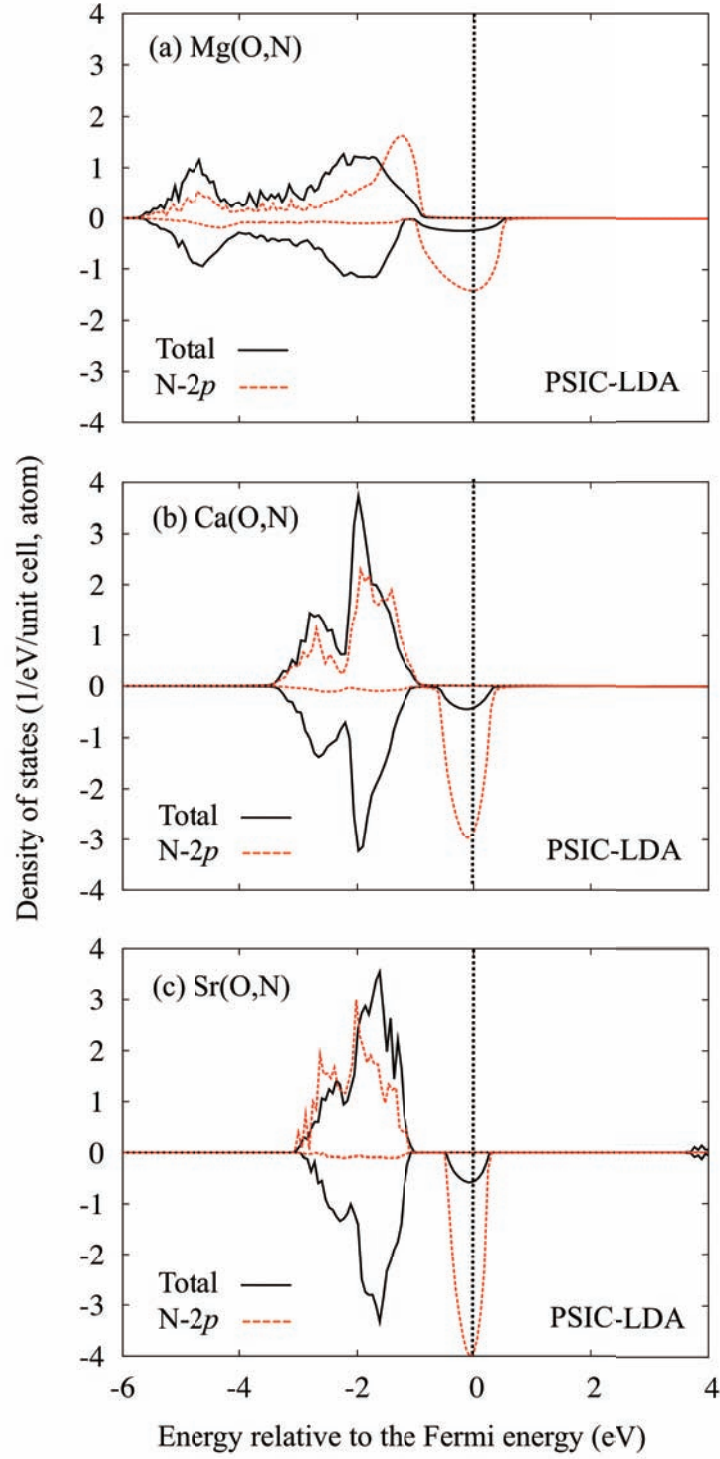 4
(a) Mg(O,N)
3
2
1
0
-1
-2
Total
-3
N-2p
PSIC-LDA
-4
4
(b) Ca(O,N)
3
2
1
0
-1
-2
Total
-3
N-2p
PSIC-LDA
-4
Density of states (1/eV/unit cell, atom)
4
(c) Sr(O,N)
3
2
1
0
-1
-2
Total
-3
N-2p
PSIC-LDA
-4
-6 -4 -2 0 2 4
Energy relative to the Fermi energy (eV)